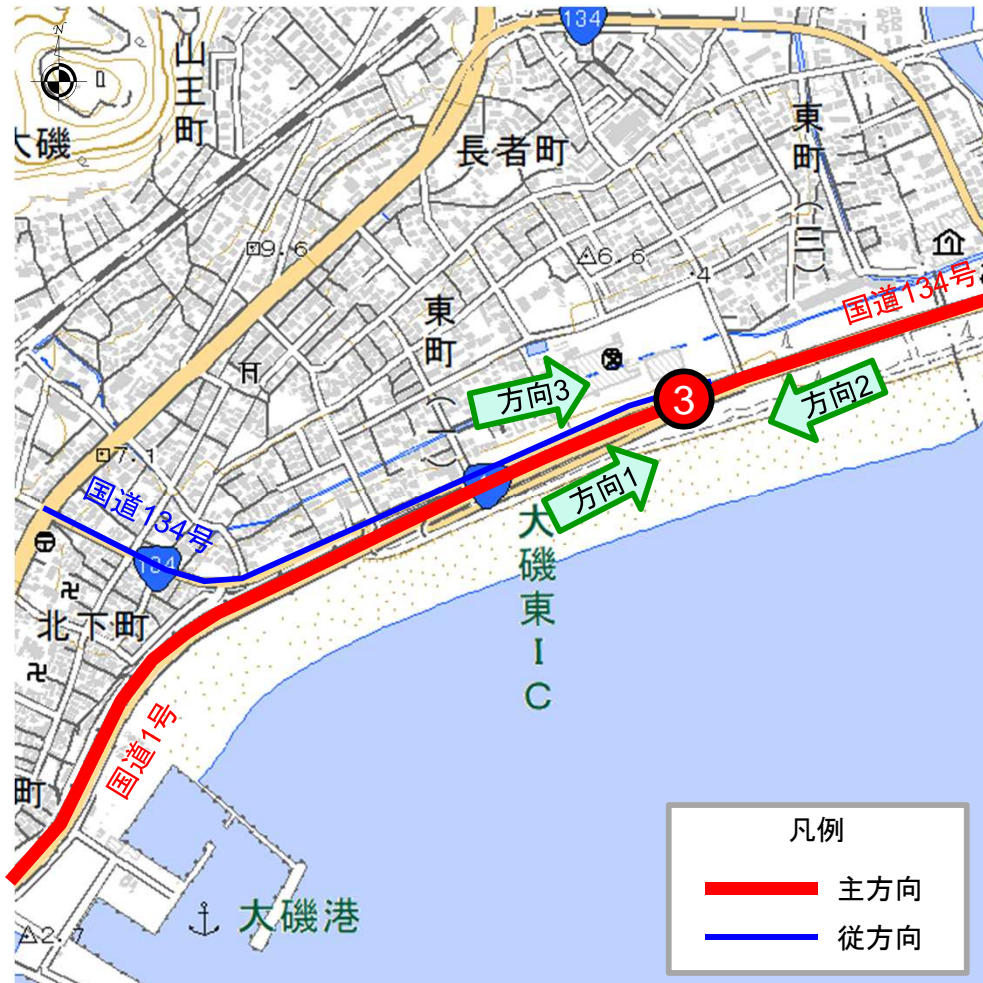 N
134
山王町
大磯
長者町
東町(三)
9.6
6.6
4
国道134号
東町(一)
方向3
3
方向2
7.1
方向1
国道134号
134
大磯東IC
北下町
国道1号
町
凡例
主方向
従方向
大磯港
2.7